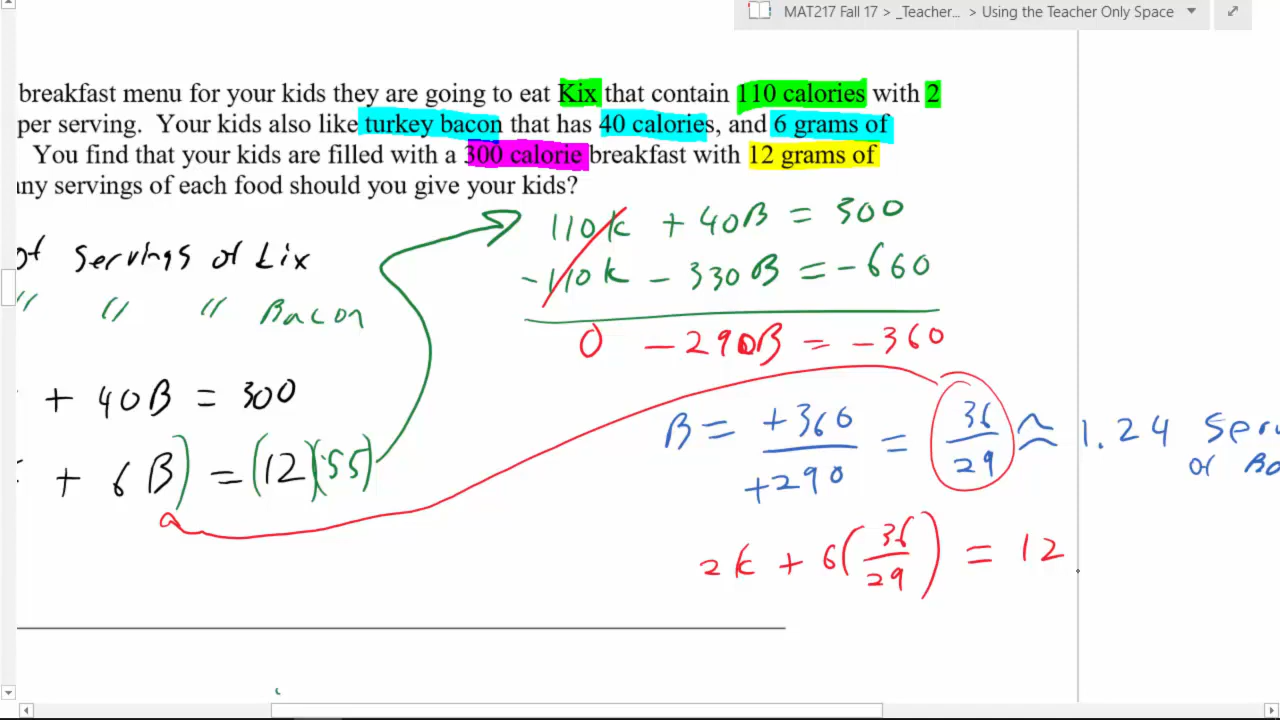 MAT217 Fall 17 > _Teacher... > Using the Teacher Only Space
breakfast menu for your kids they are going to eat Kix that contain 110 calories with 2
per serving. Your kids also like turkey bacon that has 40 calories, and 6 grams of
You find that your kids are filled with a 300 calorie breakfast with 12 grams of
ny servings of each food should you give your kids?
of servings of kix
" " " Bacon
+ 40B = 300
+ 6B) = (12)(-55)
110k + 40B = 300
-110k - 330B = -660
0 - 290B = -360
B = +360/+290 = 36/29 ≈ 1.24 Ser
of Ba
2k + 6(36/29) = 12